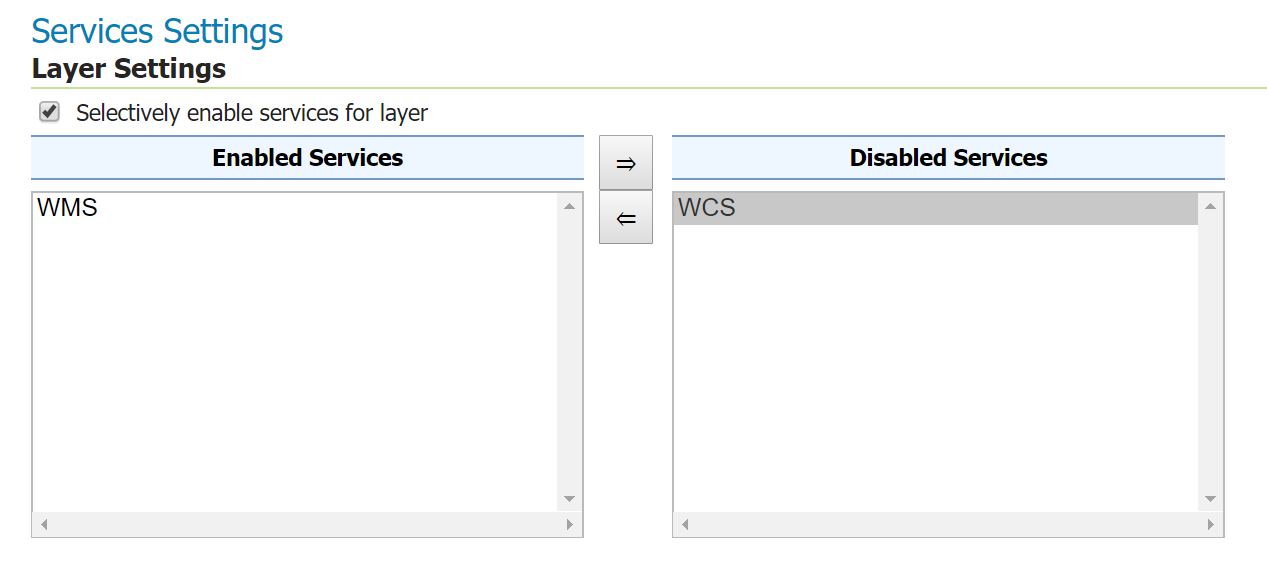 Services Settings
Layer Settings
Selectively enable services for layer
Enabled Services
⇒
Disabled Services
WMS
⇐
WCS